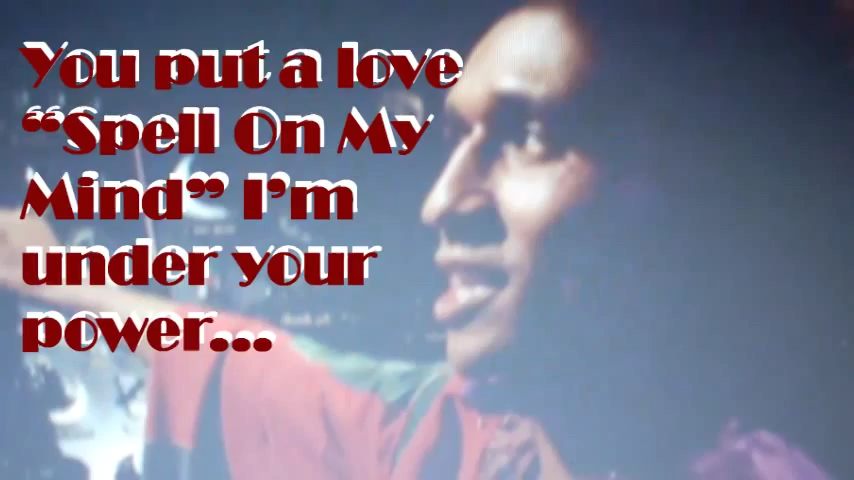 You put a love
“Spell On My
Mind” I’m
under your
power...